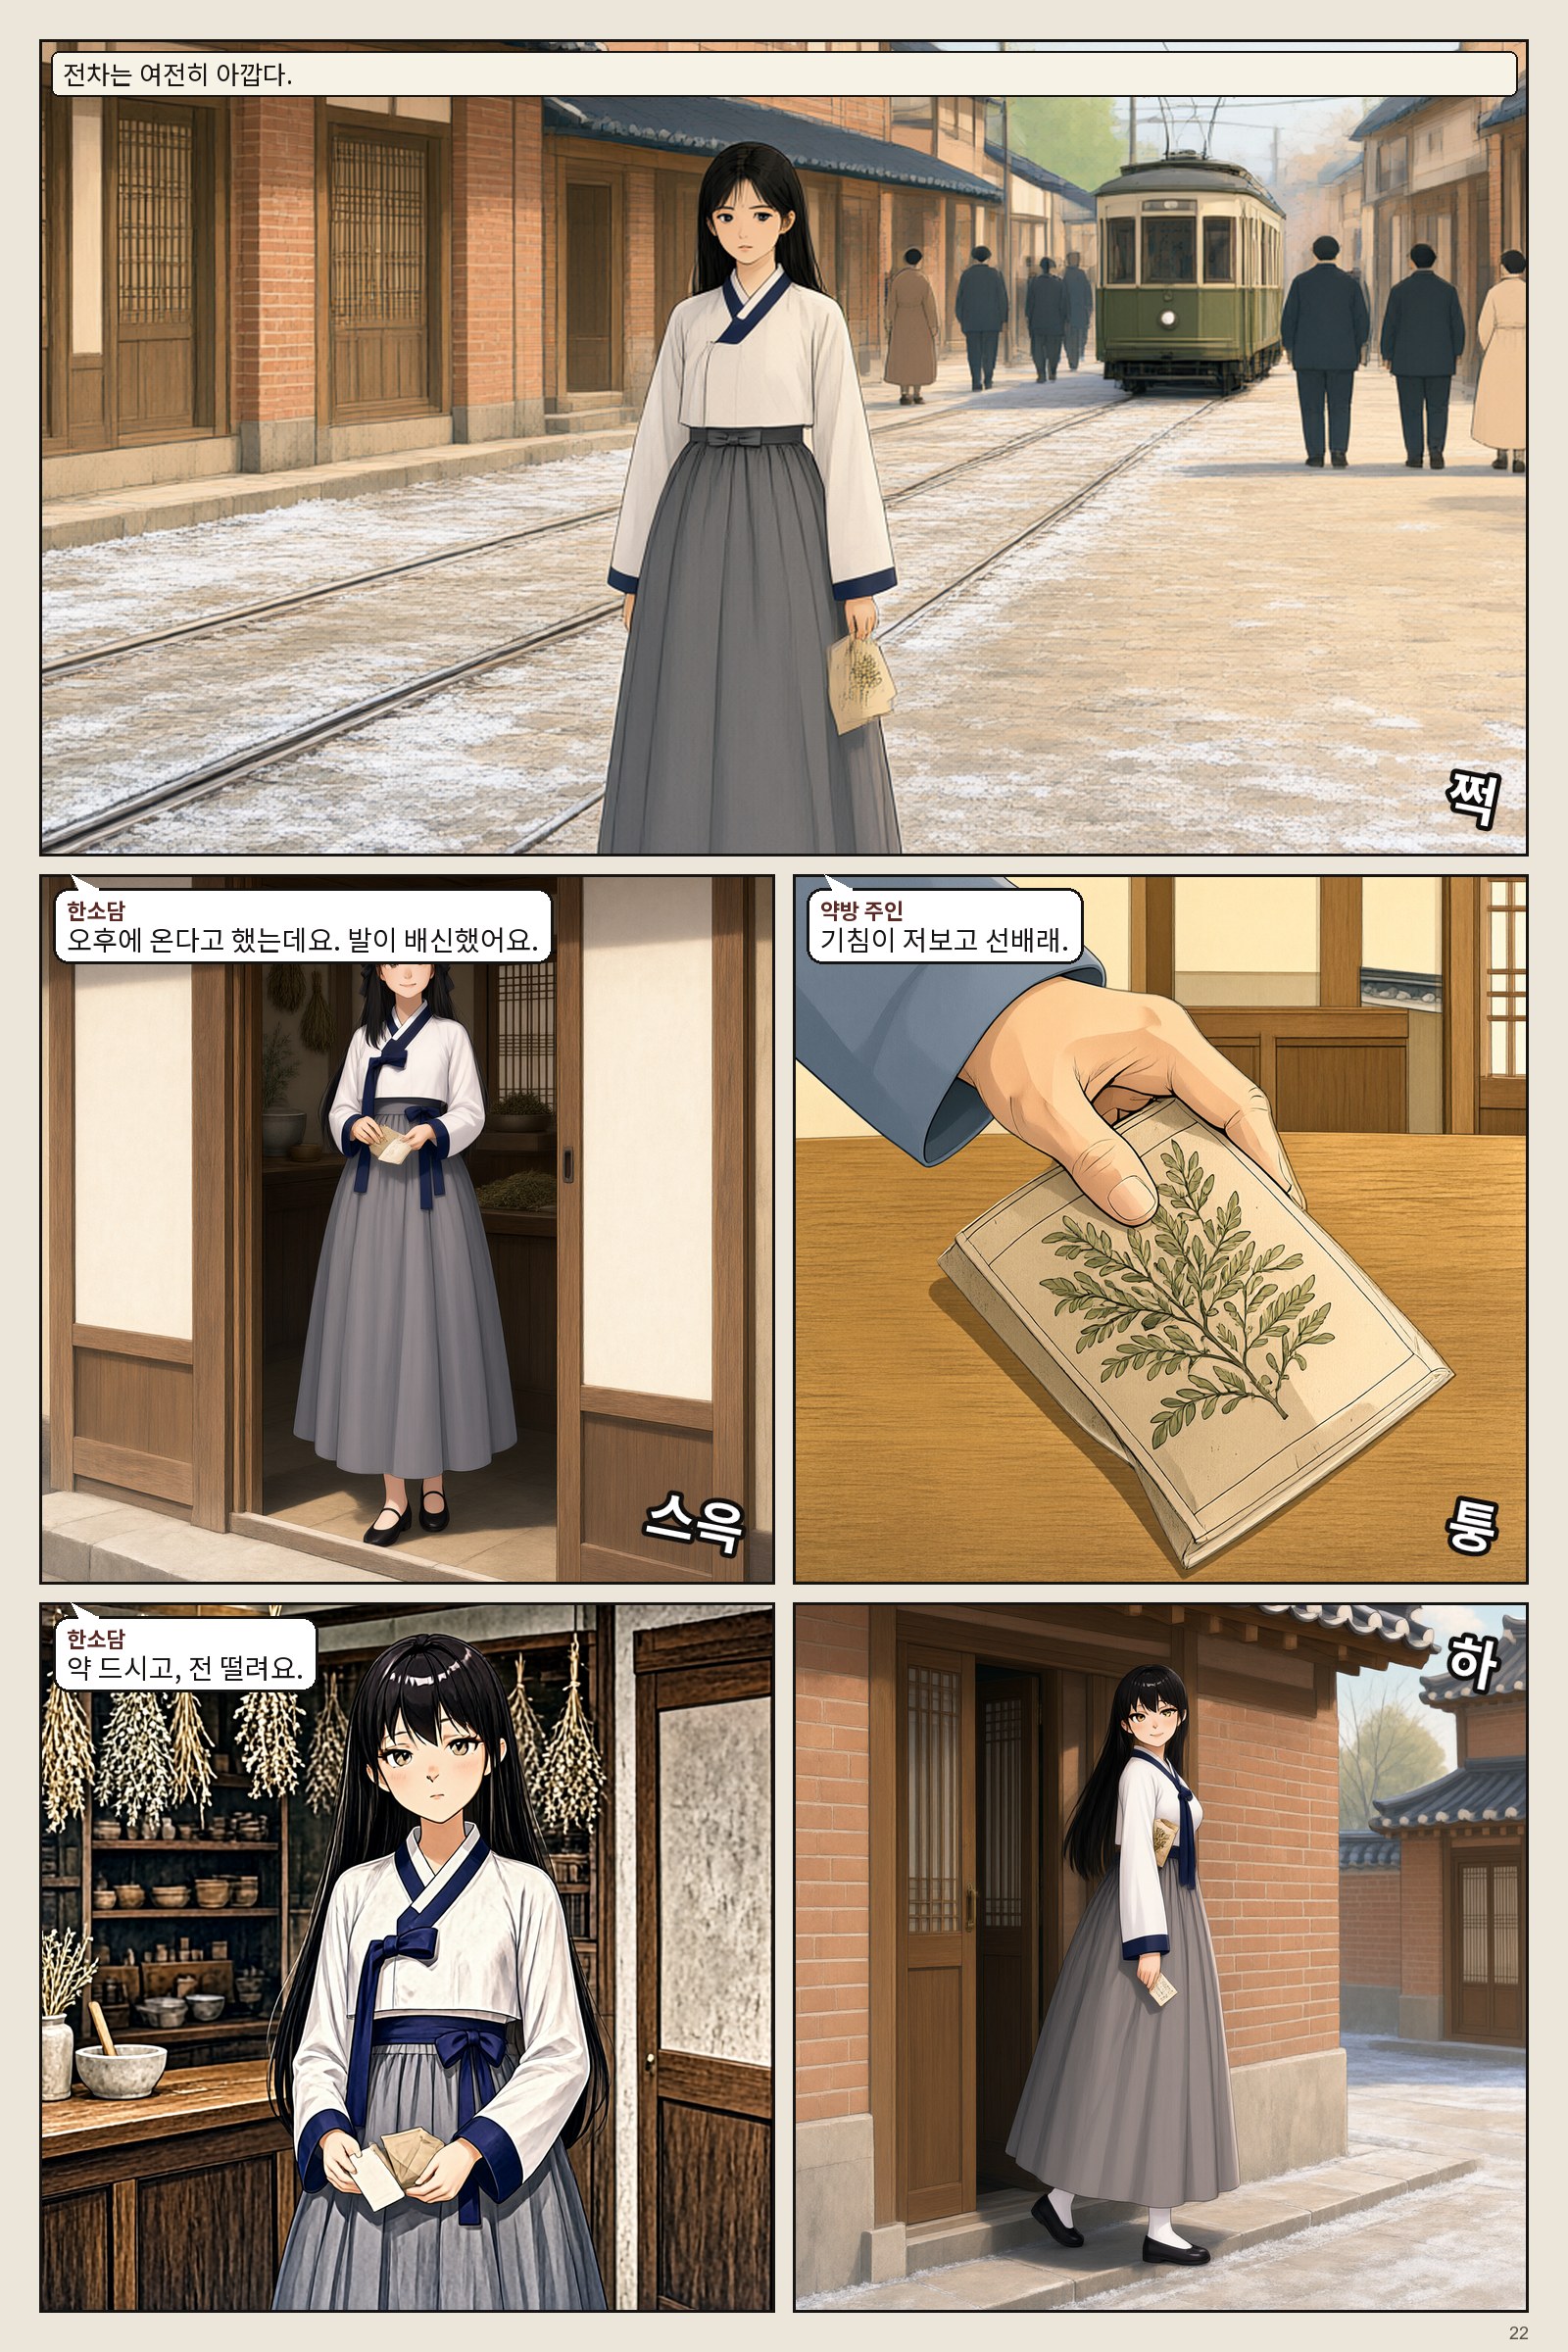 전차는 여전히 아깝다.
쩍
한소담
오후에 온다고 했는데요. 발이 배신했어요.
스윽
약방 주인
기침이 저보고 선배래.
퉁
한소담
약 드시고, 전 떨려요.
하
22